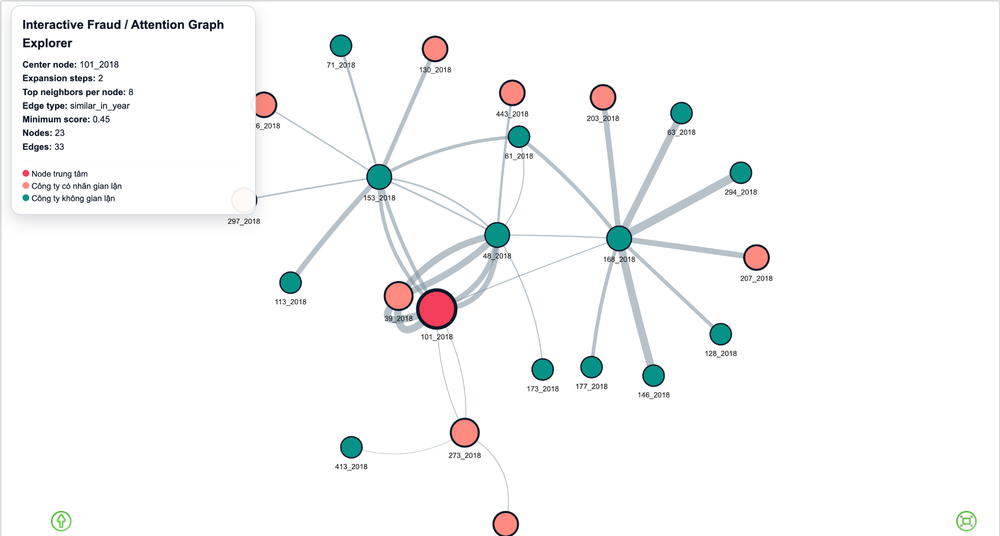 Interactive Fraud / Attention Graph
Explorer
Center node: 101_2018
Expansion steps: 2
Top neighbors per node: 8
Edge type: similar_in_year
Minimum score: 0.45
Nodes: 23
Edges: 33
Node trung tâm
Công ty có nhãn gian lận
Công ty không gian lận
71_2018
130_2018
443_2018
203_2018
336_2018
63_2018
61_2018
294_2018
153_2018
297_2018
48_2018
168_2018
207_2018
113_2018
39_2018
101_2018
128_2018
173_2018
177_2018
146_2018
273_2018
413_2018